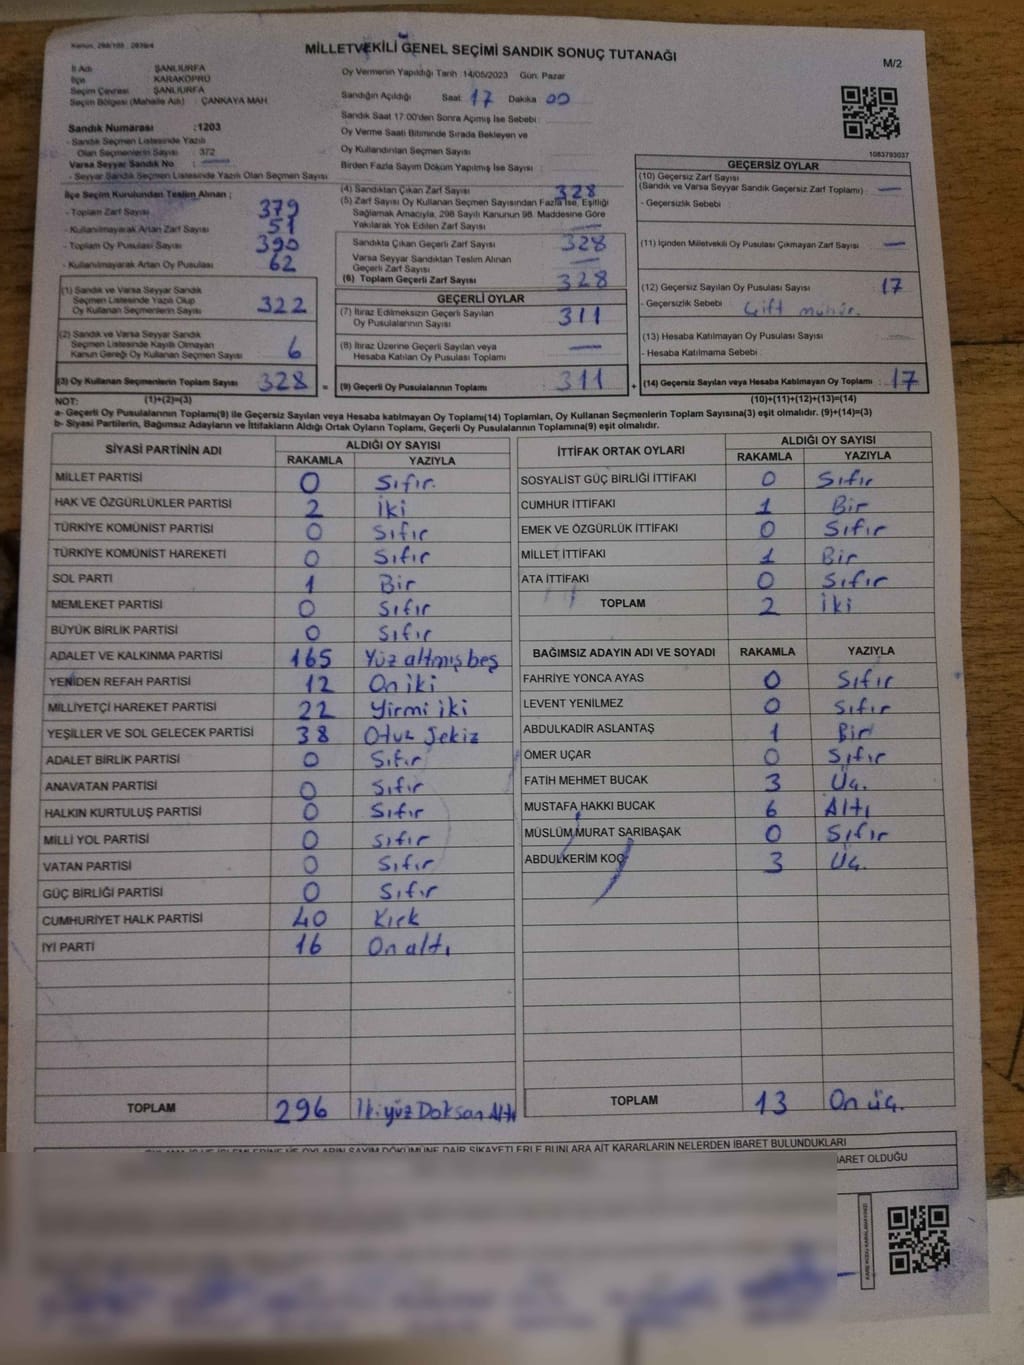 Kanun, 298/105 , 2839/4
MİLLETVEKİLİ GENEL SEÇİMİ SANDIK SONUÇ TUTANAĞI
M/2
İl Adı : ŞANLIURFA
İlçe : KARAKÖPRÜ
Seçim Çevresi : ŞANLIURFA
Seçim Bölgesi (Mahalle Adı) : ÇANKAYA MAH.
Oy Vermenin Yapıldığı Tarih : 14/05/2023 Gün: Pazar
Sandığın Açıldığı Saat: 17 Dakika 00
Sandık Saat 17:00'den Sonra Açılmış İse Sebebi :
Oy Verme Saati Bitiminde Sırada Bekleyen ve
Oy Kullandırılan Seçmen Sayısı :
Birden Fazla Sayım Döküm Yapılmış İse Sayısı :
Sandık Numarası : 1203
- Sandık Seçmen Listesinde Yazılı
Olan Seçmenlerin Sayısı : 372
Varsa Seyyar Sandık No : —
- Seyyar Sandık Seçmen Listesinde Yazılı Olan Seçmen Sayısı :
1083793037
İlçe Seçim Kurulundan Teslim Alınan ;
- Toplam Zarf Sayısı : 379
- Kullanılmayarak Artan Zarf Sayısı : 51
- Toplam Oy Pusulası Sayısı : 390
- Kullanılmayarak Artan Oy Pusulası : 62
(1) Sandık ve Varsa Seyyar Sandık
Seçmen Listesinde Yazılı Olup
Oy Kullanan Seçmenlerin Sayısı : 322
(2) Sandık ve Varsa Seyyar Sandık
Seçmen Listesinde Kayıtlı Olmayan
Kanun Gereği Oy Kullanan Seçmen Sayısı : 6
(3) Oy Kullanan Seçmenlerin Toplam Sayısı : 328 =
(1)+(2)=(3)
(4) Sandıktan Çıkan Zarf Sayısı : 328
(5) Zarf Sayısı Oy Kullanan Seçmen Sayısından Fazla İse, Eşitliği
Sağlamak Amacıyla, 298 Sayılı Kanunun 98. Maddesine Göre
Yakılarak Yok Edilen Zarf Sayısı : —
Sandıkta Çıkan Geçerli Zarf Sayısı : 328
Varsa Seyyar Sandıktan Teslim Alınan
Geçerli Zarf Sayısı : —
(6) Toplam Geçerli Zarf Sayısı : 328
GEÇERLİ OYLAR
(7) İtiraz Edilmeksizin Geçerli Sayılan
Oy Pusulalarının Sayısı : 311
(8) İtiraz Üzerine Geçerli Sayılan veya
Hesaba Katılan Oy Pusulası Toplamı : —
(9) Geçerli Oy Pusulalarının Toplamı : 311 +
GEÇERSİZ OYLAR
(10) Geçersiz Zarf Sayısı
(Sandık ve Varsa Seyyar Sandık Geçersiz Zarf Toplamı) : —
- Geçersizlik Sebebi :
(11) İçinden Milletvekili Oy Pusulası Çıkmayan Zarf Sayısı : —
(12) Geçersiz Sayılan Oy Pusulası Sayısı : 17
- Geçersizlik Sebebi : Çift mühür.
(13) Hesaba Katılmayan Oy Pusulası Sayısı : —
- Hesaba Katılmama Sebebi :
(14) Geçersiz Sayılan veya Hesaba Katılmayan Oy Toplamı : 17
(10)+(11)+(12)+(13)=(14)
NOT:
a- Geçerli Oy Pusulalarının Toplamı(9) ile Geçersiz Sayılan veya Hesaba katılmayan Oy Toplamı(14) Toplamları, Oy Kullanan Seçmenlerin Toplam Sayısına(3) eşit olmalıdır. (9)+(14)=(3)
b- Siyasi Partilerin, Bağımsız Adayların ve İttifakların Aldığı Ortak Oyların Toplamı, Geçerli Oy Pusulalarının Toplamına(9) eşit olmalıdır.
SİYASİ PARTİNİN ADI ALDIĞI OY SAYISI
RAKAMLA YAZIYLA
MİLLET PARTİSİ 0 Sıfır.
HAK VE ÖZGÜRLÜKLER PARTİSİ 2 İki
TÜRKİYE KOMÜNİST PARTİSİ 0 Sıfır
TÜRKİYE KOMÜNİST HAREKETİ 0 Sıfır
SOL PARTİ 1 Bir
MEMLEKET PARTİSİ 0 Sıfır
BÜYÜK BİRLİK PARTİSİ 0 Sıfır
ADALET VE KALKINMA PARTİSİ 165 Yüz altmış beş
YENİDEN REFAH PARTİSİ 12 On iki
MİLLİYETÇİ HAREKET PARTİSİ 22 Yirmi iki
YEŞİLLER VE SOL GELECEK PARTİSİ 38 Otuz Sekiz
ADALET BİRLİK PARTİSİ 0 Sıfır
ANAVATAN PARTİSİ 0 Sıfır
HALKIN KURTULUŞ PARTİSİ 0 Sıfır
MİLLİ YOL PARTİSİ 0 Sıfır
VATAN PARTİSİ 0 Sıfır
GÜÇ BİRLİĞİ PARTİSİ 0 Sıfır
CUMHURİYET HALK PARTİSİ 40 Kırk
İYİ PARTİ 16 On altı
TOPLAM 296 İkiyüz Doksan Altı
İTTİFAK ORTAK OYLARI ALDIĞI OY SAYISI
RAKAMLA YAZIYLA
SOSYALİST GÜÇ BİRLİĞİ İTTİFAKI 0 Sıfır
CUMHUR İTTİFAKI 1 Bir
EMEK VE ÖZGÜRLÜK İTTİFAKI 0 Sıfır
MİLLET İTTİFAKI 1 Bir
ATA İTTİFAKI 0 Sıfır
TOPLAM 2 İki
BAĞIMSIZ ADAYIN ADI VE SOYADI RAKAMLA YAZIYLA
FAHRİYE YONCA AYAS 0 Sıfır
LEVENT YENİLMEZ 0 Sıfır
ABDULKADİR ASLANTAŞ 1 Bir
ÖMER UÇAR 0 Sıfır
FATİH MEHMET BUCAK 3 Üç.
MUSTAFA HAKKI BUCAK 6 Altı
MÜSLÜM MURAT SARIBAŞAK 0 Sıfır
ABDULKERİM KOÇ 3 Üç.
TOPLAM 13 On üç.
DÖKÜMÜNE DAİR ŞİKAYETLERLE BUNLARA AİT KARARLARIN NELERDEN İBARET BULUNDUKLARI
İBARET OLDUĞU